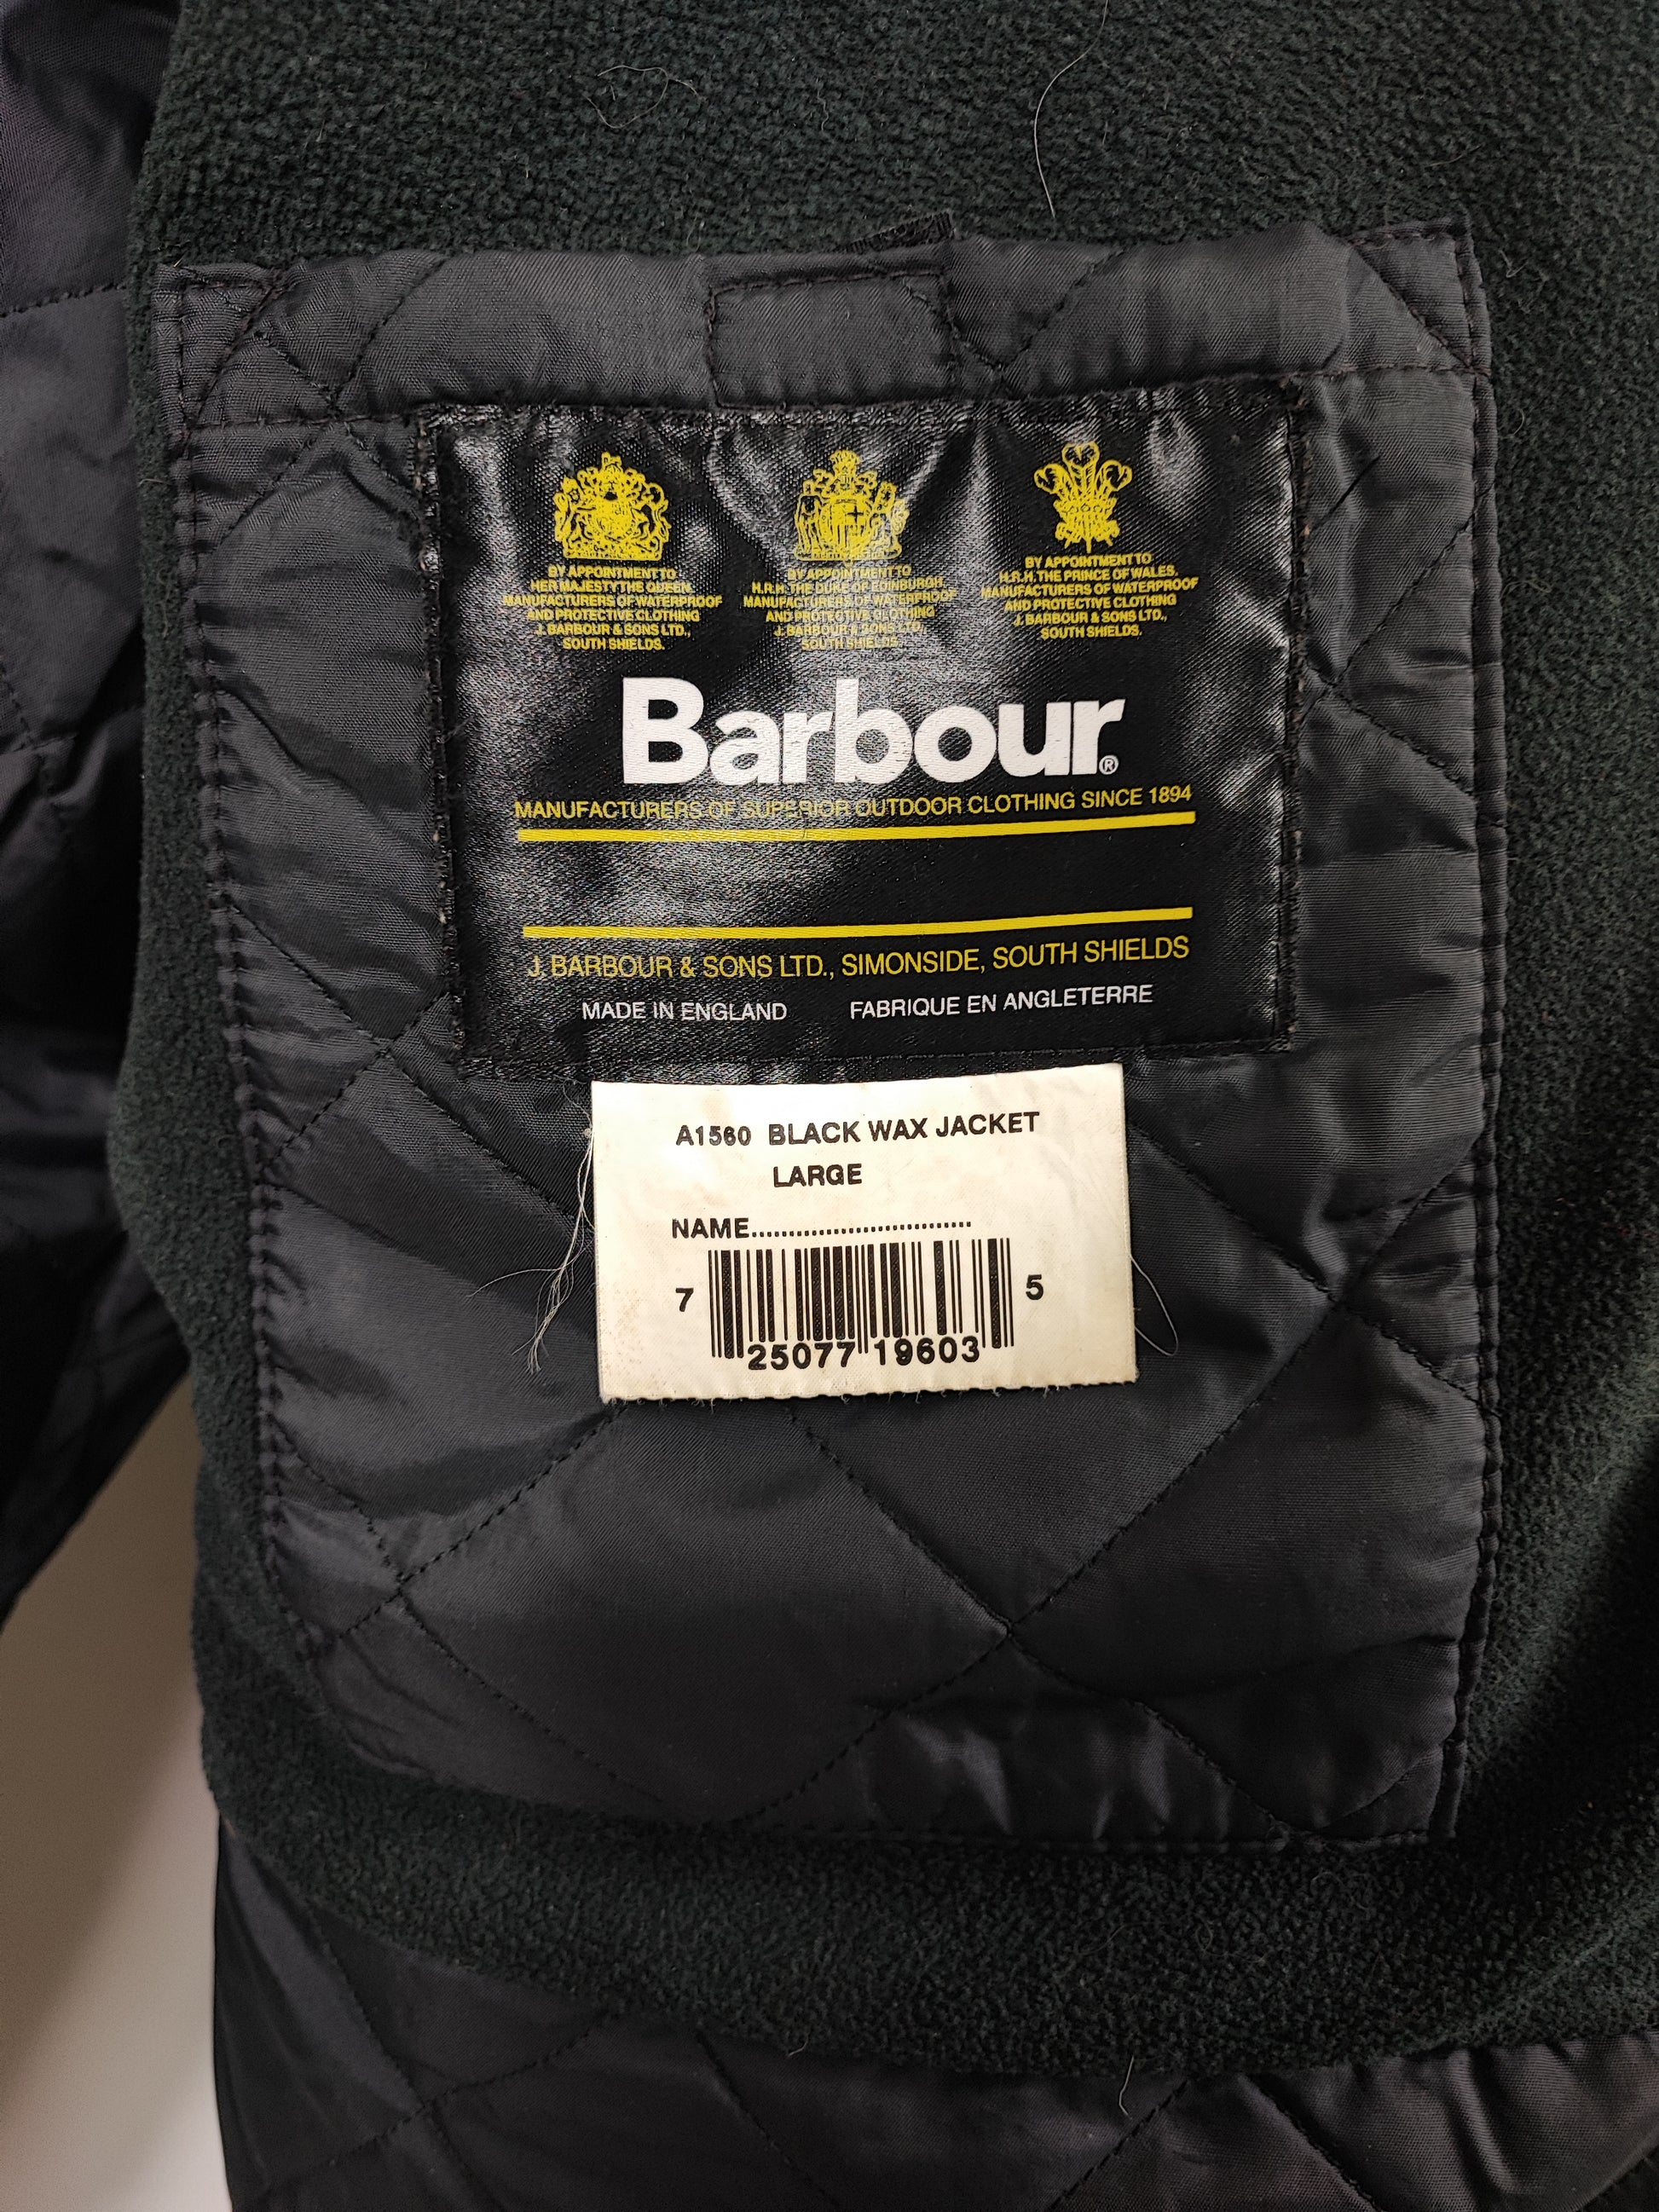 BY APPOINTMENT TO
HER MAJESTY THE QUEEN
MANUFACTURERS OF WATERPROOF
AND PROTECTIVE CLOTHING
J. BARBOUR & SONS LTD.,
SOUTH SHIELDS.
BY APPOINTMENT TO
H.R.H. THE DUKE OF EDINBURGH.
MANUFACTURERS OF WATERPROOF
AND PROTECTIVE CLOTHING
J. BARBOUR & SONS LTD.,
SOUTH SHIELDS.
BY APPOINTMENT TO
H.R.H. THE PRINCE OF WALES.
MANUFACTURERS OF WATERPROOF
AND PROTECTIVE CLOTHING
J. BARBOUR & SONS LTD.,
SOUTH SHIELDS.
Barbour®
MANUFACTURERS OF SUPERIOR OUTDOOR CLOTHING SINCE 1894
J. BARBOUR & SONS LTD., SIMONSIDE, SOUTH SHIELDS
MADE IN ENGLAND FABRIQUE EN ANGLETERRE
A1560 BLACK WAX JACKET
LARGE
NAME.............................
7 25077 19603 5